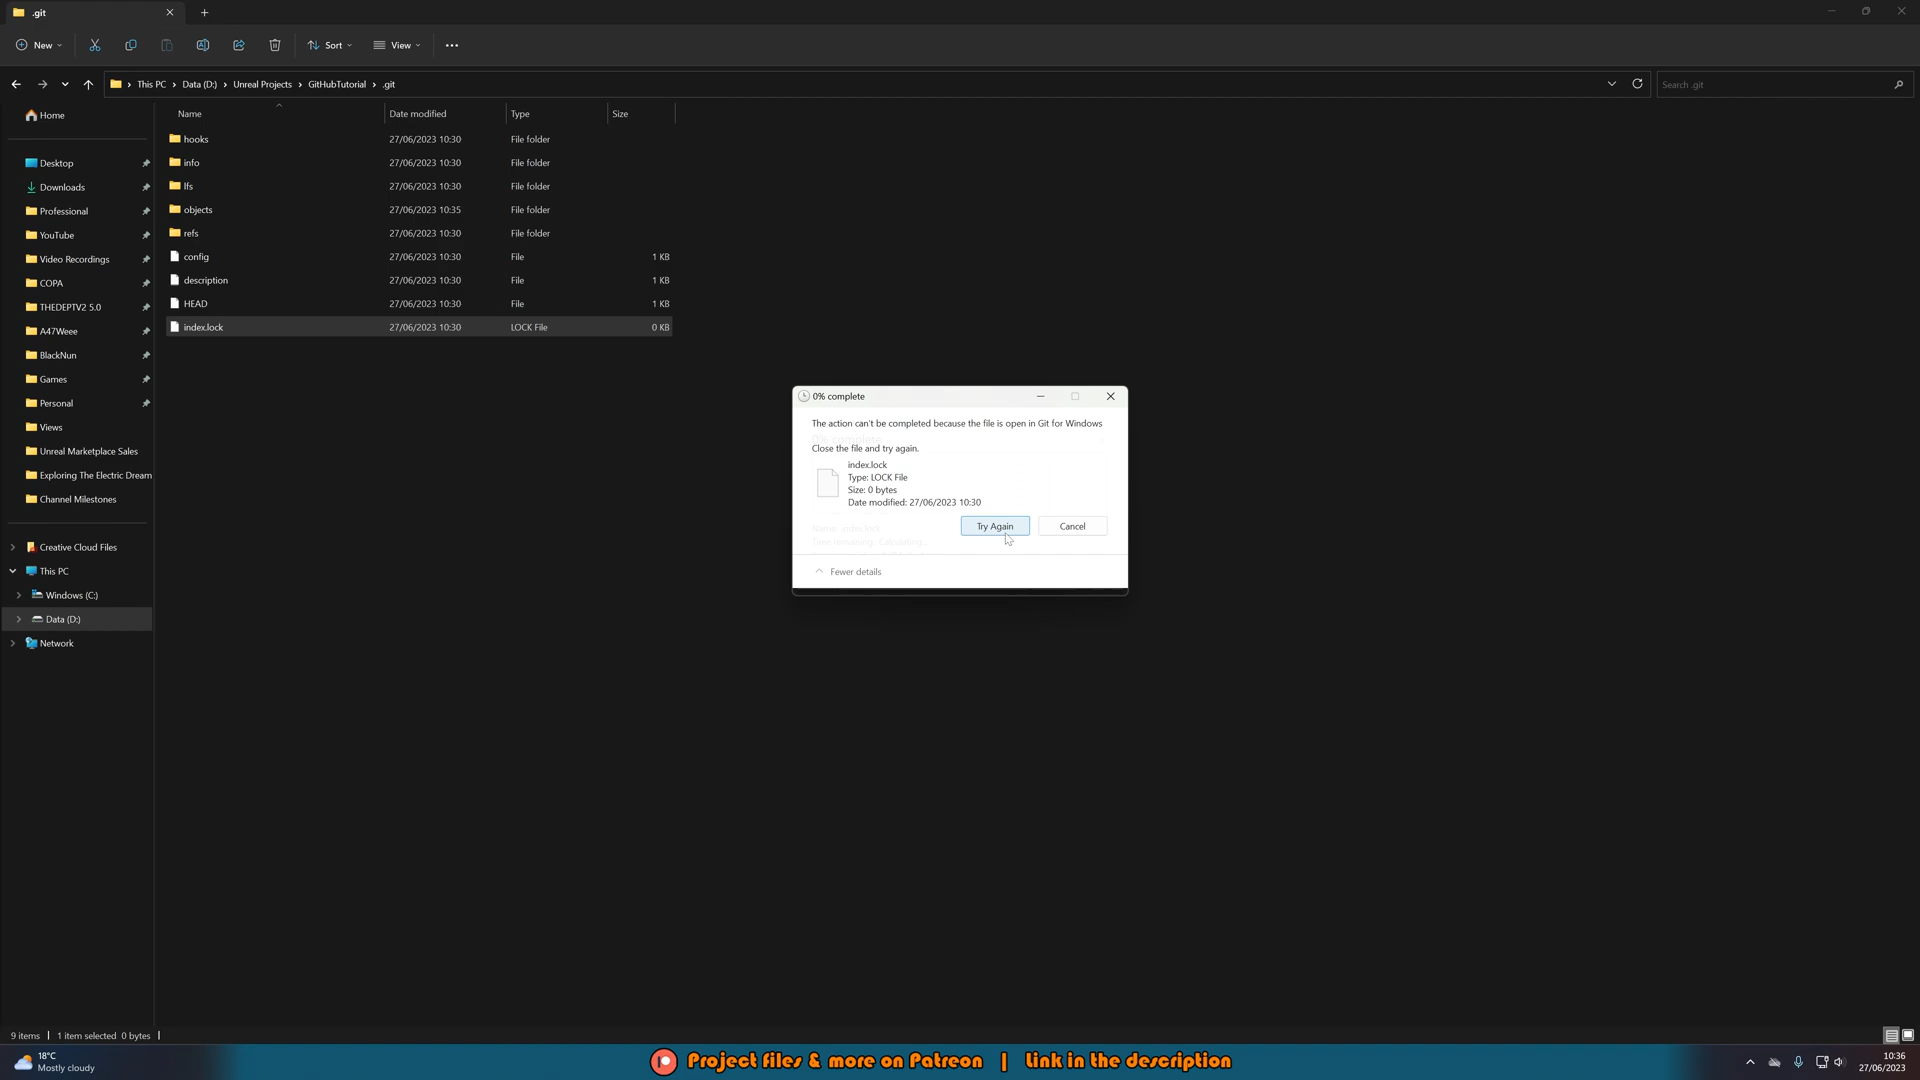 .git
New
Sort
View
This PC > Data (D:) > Unreal Projects > GitHubTutorial > .git
Search .git
Home
Desktop
Downloads
Professional
YouTube
Video Recordings
COPA
THEDEPTV2 5.0
A47Weee
BlackNun
Games
Personal
Views
Unreal Marketplace Sales
Exploring The Electric Dream
Channel Milestones
Creative Cloud Files
This PC
Windows (C:)
Data (D:)
Network
Name Date modified Type Size
hooks 27/06/2023 10:30 File folder
info 27/06/2023 10:30 File folder
lfs 27/06/2023 10:30 File folder
objects 27/06/2023 10:35 File folder
refs 27/06/2023 10:30 File folder
config 27/06/2023 10:30 File 1 KB
description 27/06/2023 10:30 File 1 KB
HEAD 27/06/2023 10:30 File 1 KB
index.lock 27/06/2023 10:30 LOCK File 0 KB
0% complete
The action can't be completed because the file is open in Git for Windows
0% complete
Close the file and try again.
index.lock
Type: LOCK File
Size: 0 bytes
Date modified: 27/06/2023 10:30
Try Again
Cancel
Name: index.lock
Time remaining: Calculating...
Fewer details
9 items
1 item selected 0 bytes
18°C
Mostly cloudy
Project files & more on Patreon | Link in the description
10:36
27/06/2023